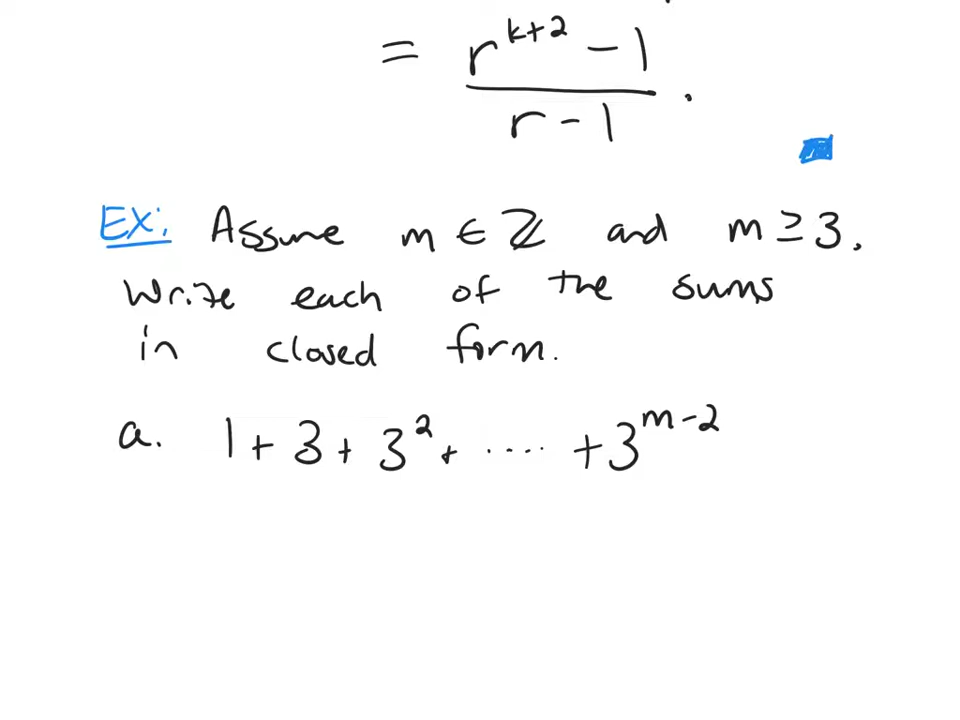 = r^{k+2} - 1
r - 1 .
Ex: Assume m ∈ ℤ and m ≥ 3.
Write each of the sums
in closed form.
a. 1 + 3 + 3^2 + .... + 3^{m-2}